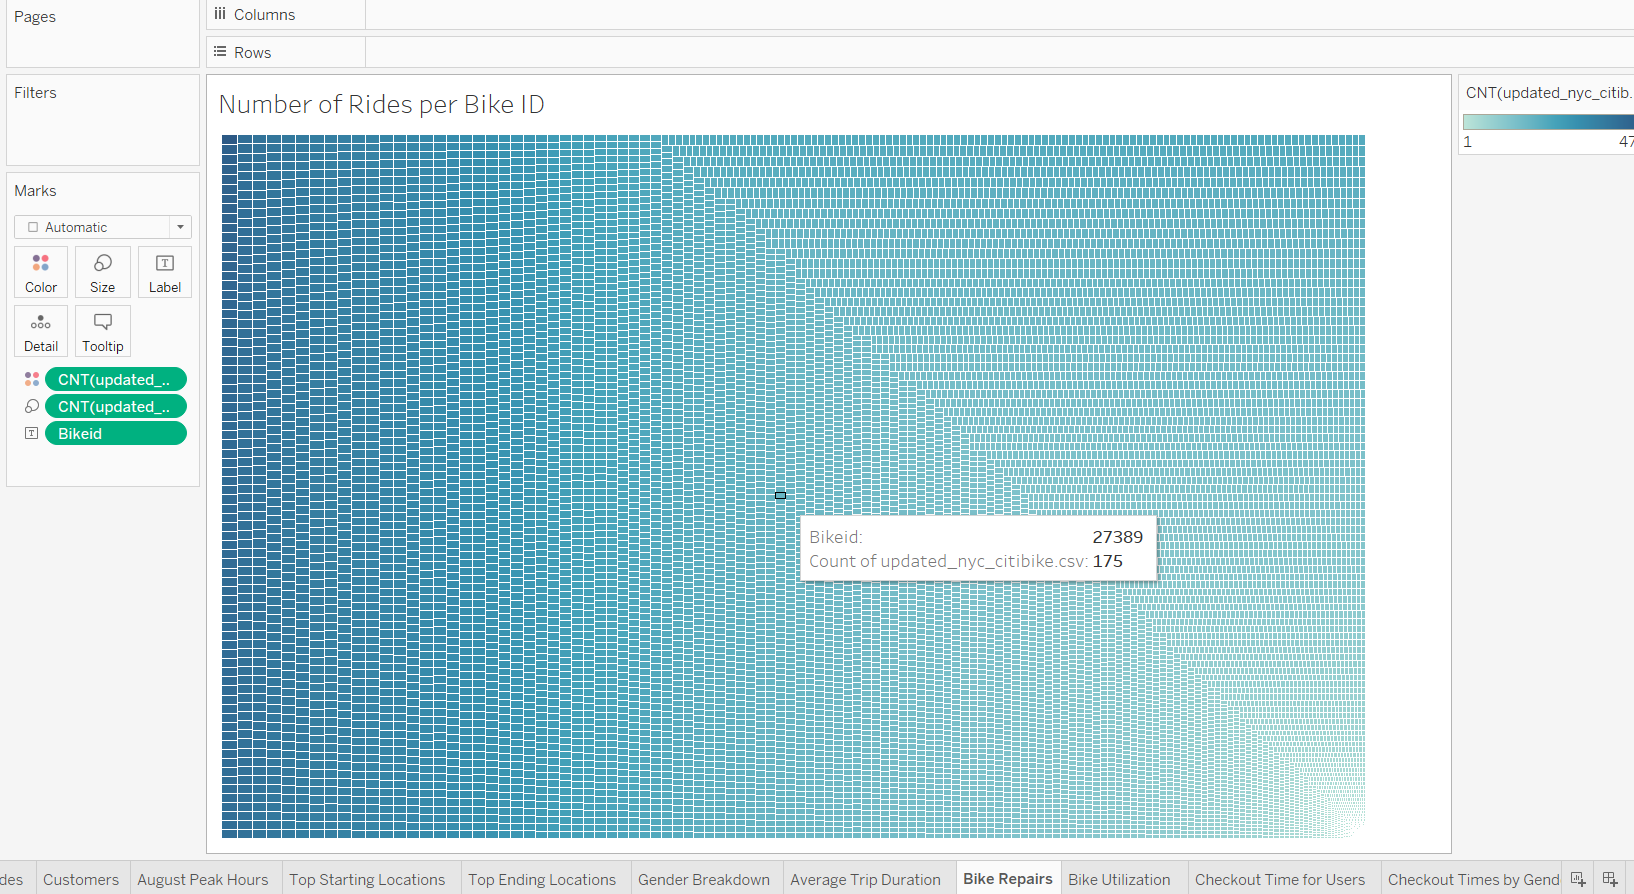 Pages
Columns
Rows
Filters
Number of Rides per Bike ID
CNT(updated_nyc_citib.
1
47
Marks
Automatic
Color
Size
Label
Detail
Tooltip
CNT(updated_..
CNT(updated_..
Bikeid
Bikeid: 27389
Count of updated_nyc_citibike.csv: 175
des
Customers
August Peak Hours
Top Starting Locations
Top Ending Locations
Gender Breakdown
Average Trip Duration
Bike Repairs
Bike Utilization
Checkout Time for Users
Checkout Times by Gend